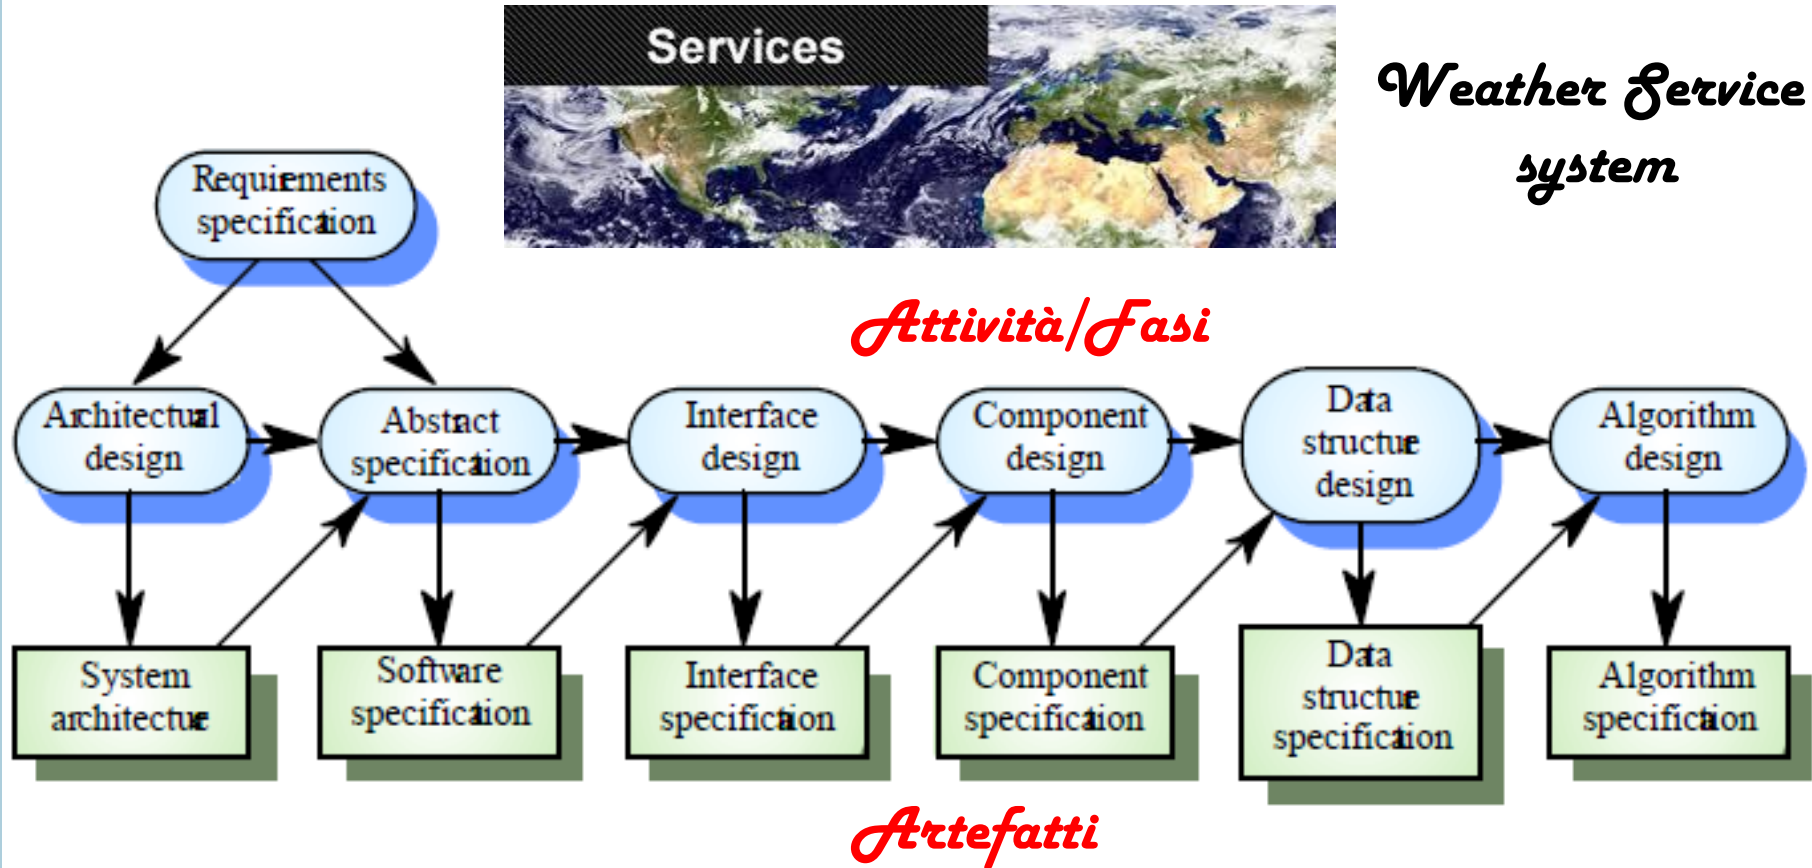 Services
Weather Service
system
Requirements
specification
Attività/Fasi
Architectural
design
Abstract
specification
Interface
design
Component
design
Data
structure
design
Algorithm
design
System
architecture
Software
specification
Interface
specification
Component
specification
Data
structure
specification
Algorithm
specification
Artefatti